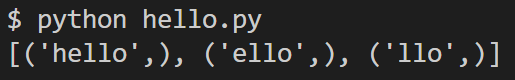 $ python hello.py
[('hello',), ('ello',), ('llo',)]